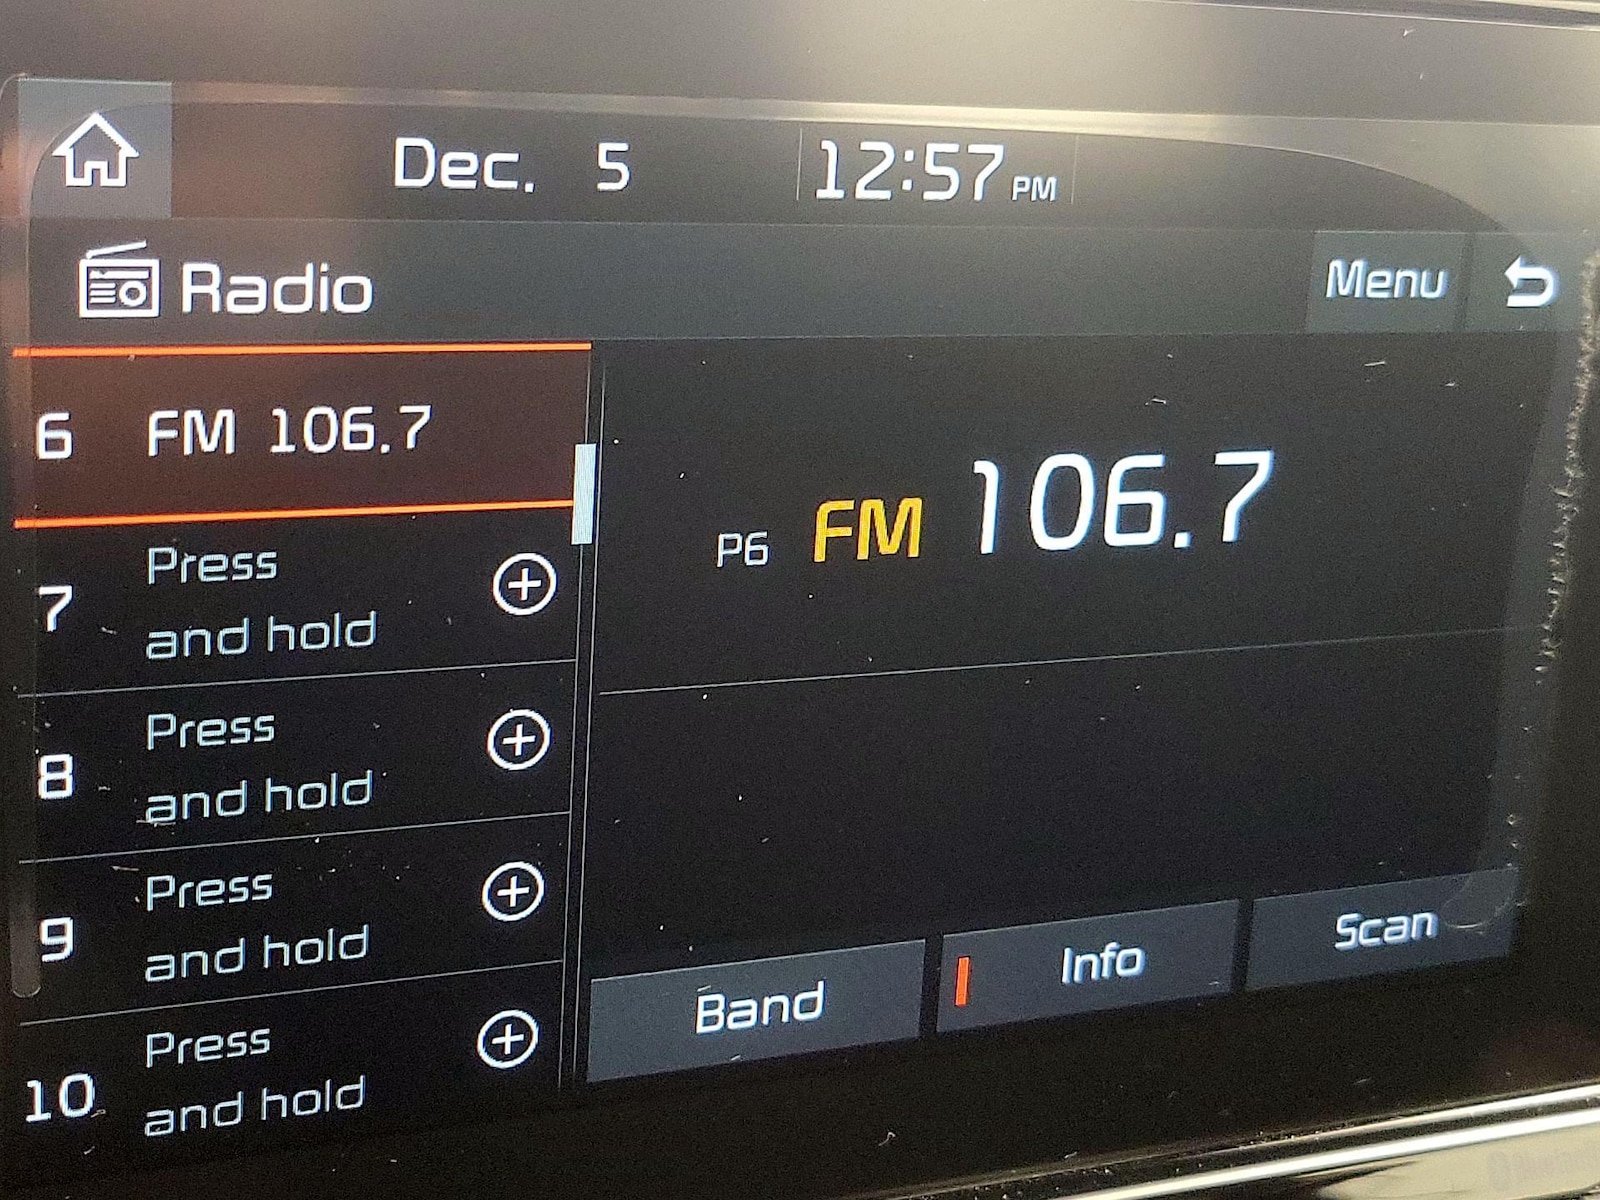 Dec. 5 12:57 PM
Radio Menu
6 FM 106.7
P6 FM 106.7
7 Press
and hold
8 Press
and hold
9 Press
and hold
10 Press
and hold
Band Info Scan